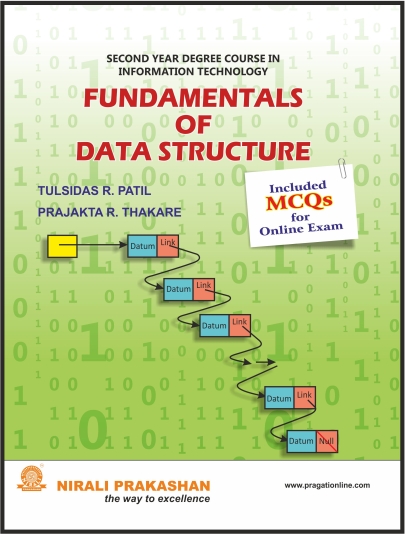 SECOND YEAR DEGREE COURSE IN
INFORMATION TECHNOLOGY
FUNDAMENTALS
OF
DATA STRUCTURE
TULSIDAS R. PATIL
PRAJAKTA R. THAKARE
Included
MCQs
for
Online Exam
Datum Link
Datum Link
Datum Link
Datum Link
Datum Null
NIRALI PRAKASHAN
the way to excellence
www.pragationline.com